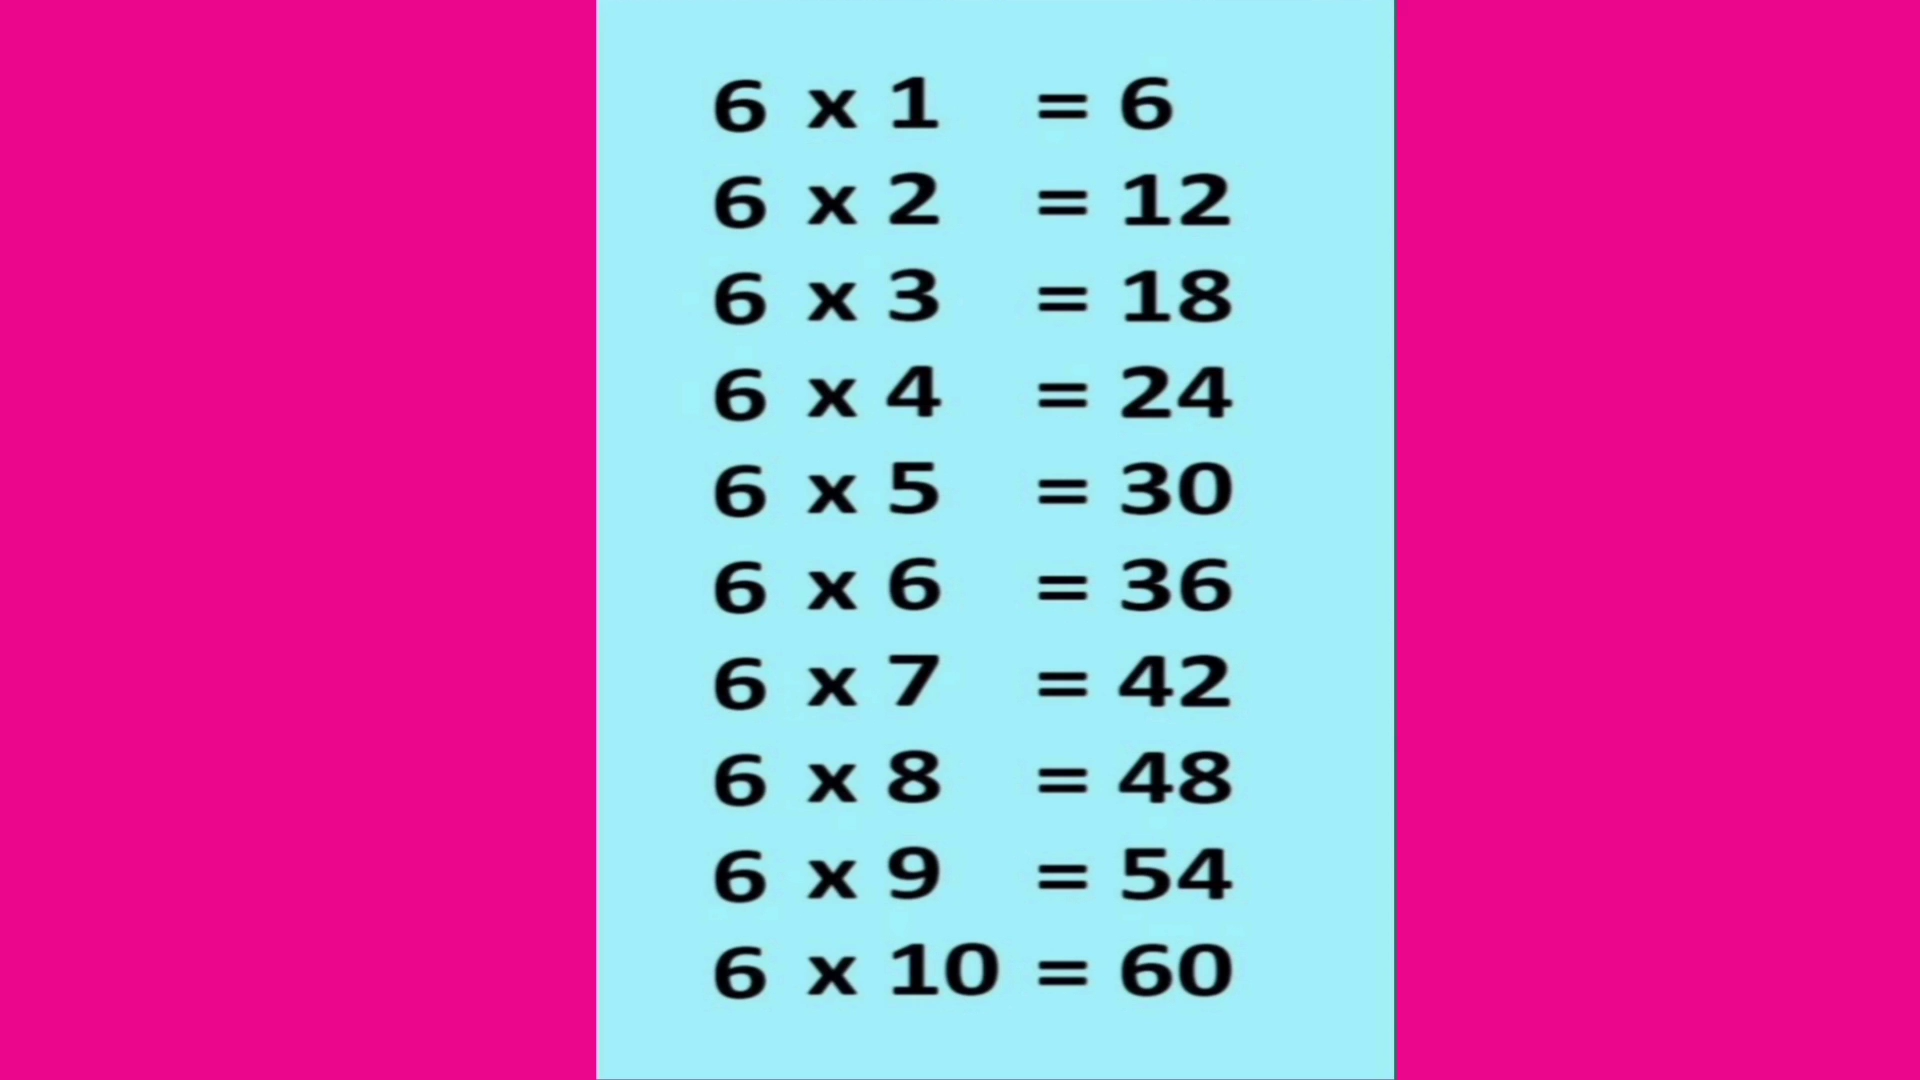 6 x 1 = 6
6 x 2 = 12
6 x 3 = 18
6 x 4 = 24
6 x 5 = 30
6 x 6 = 36
6 x 7 = 42
6 x 8 = 48
6 x 9 = 54
6 x 10 = 60